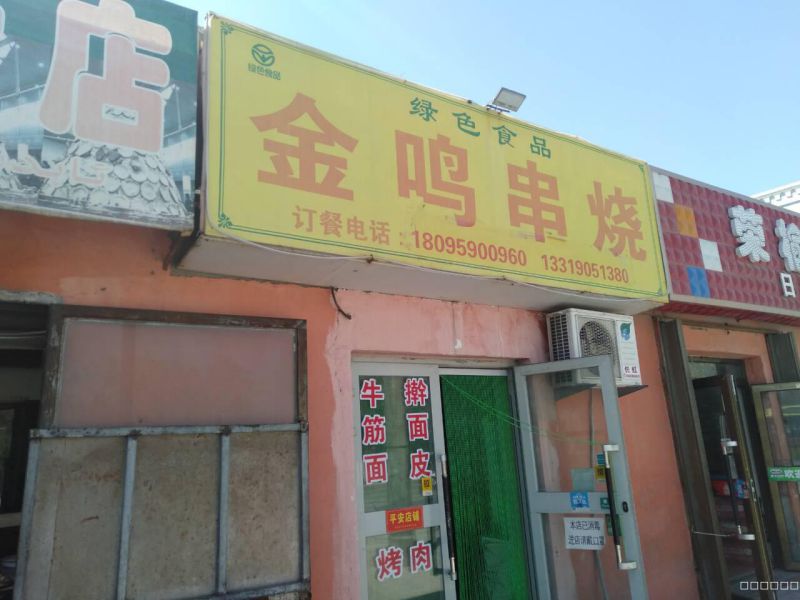 店
绿色食品
绿色食品
金鸣串烧
订餐电话：18095900960 13319051380
荣
日
牛筋面
擀面皮
平安店铺
烤肉
本店已消毒
进店请戴口罩